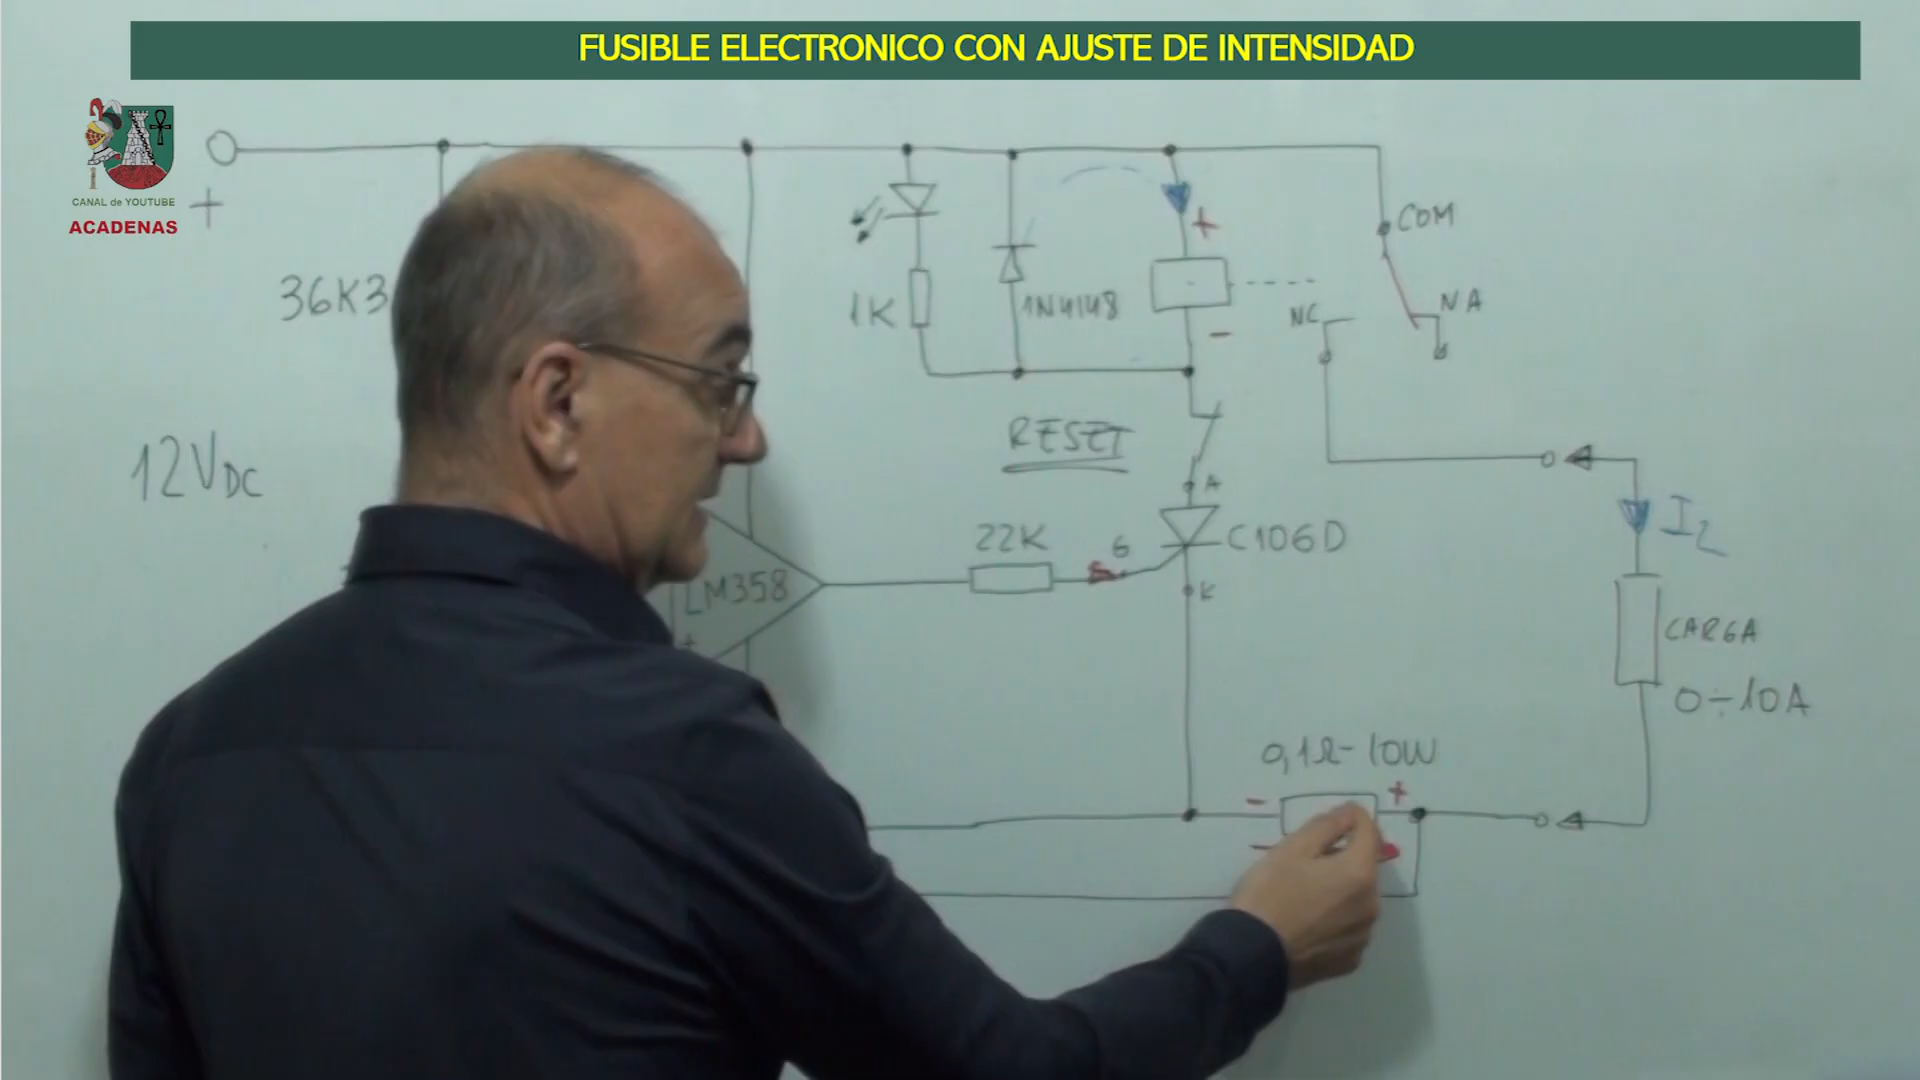 FUSIBLE ELECTRONICO CON AJUSTE DE INTENSIDAD
CANAL de YOUTUBE
ACADENAS
+
36K3
12VDC
1K
1N4148
+
-
COM
NC
NA
RESET
A
22K
G
C106D
K
LM358
+
I2
CARGA
0÷10A
0,1Ω-10W
-
+
-